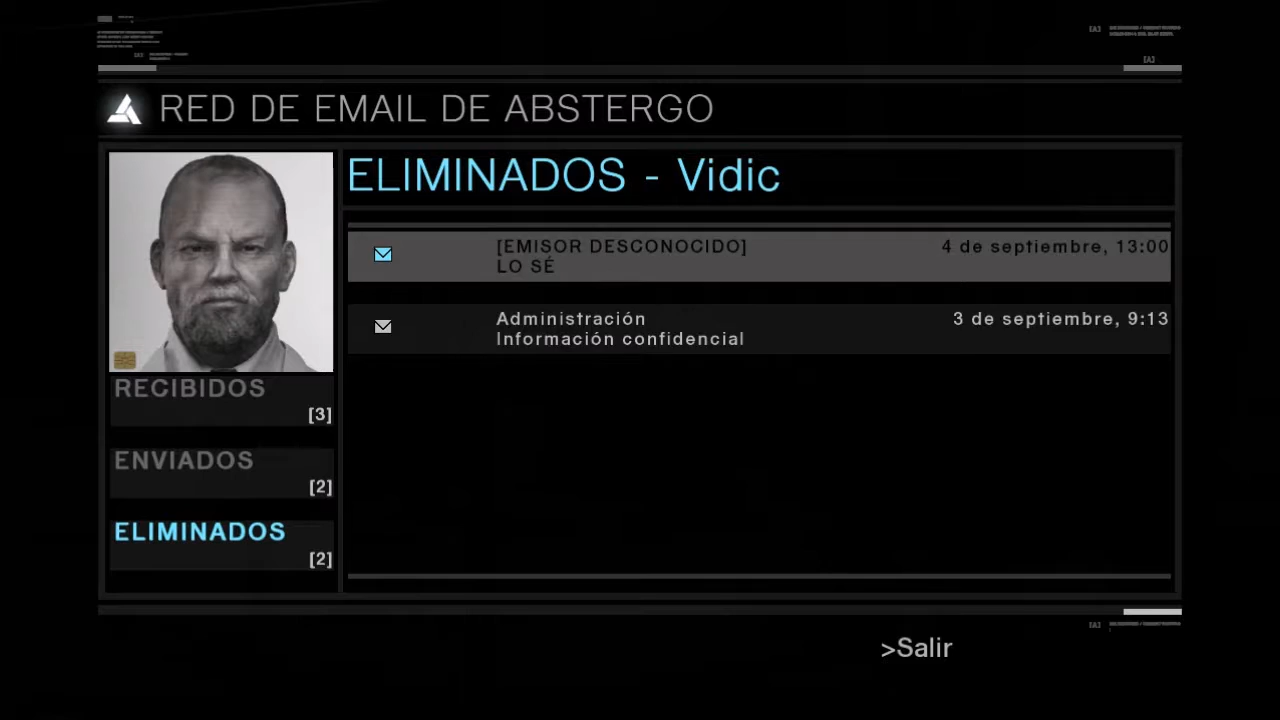 RED DE EMAIL DE ABSTERGO
ELIMINADOS - Vidic
[EMISOR DESCONOCIDO]
4 de septiembre, 13:00
LO SÉ
Administración
3 de septiembre, 9:13
Información confidencial
RECIBIDOS
[3]
ENVIADOS
[2]
ELIMINADOS
[2]
>Salir